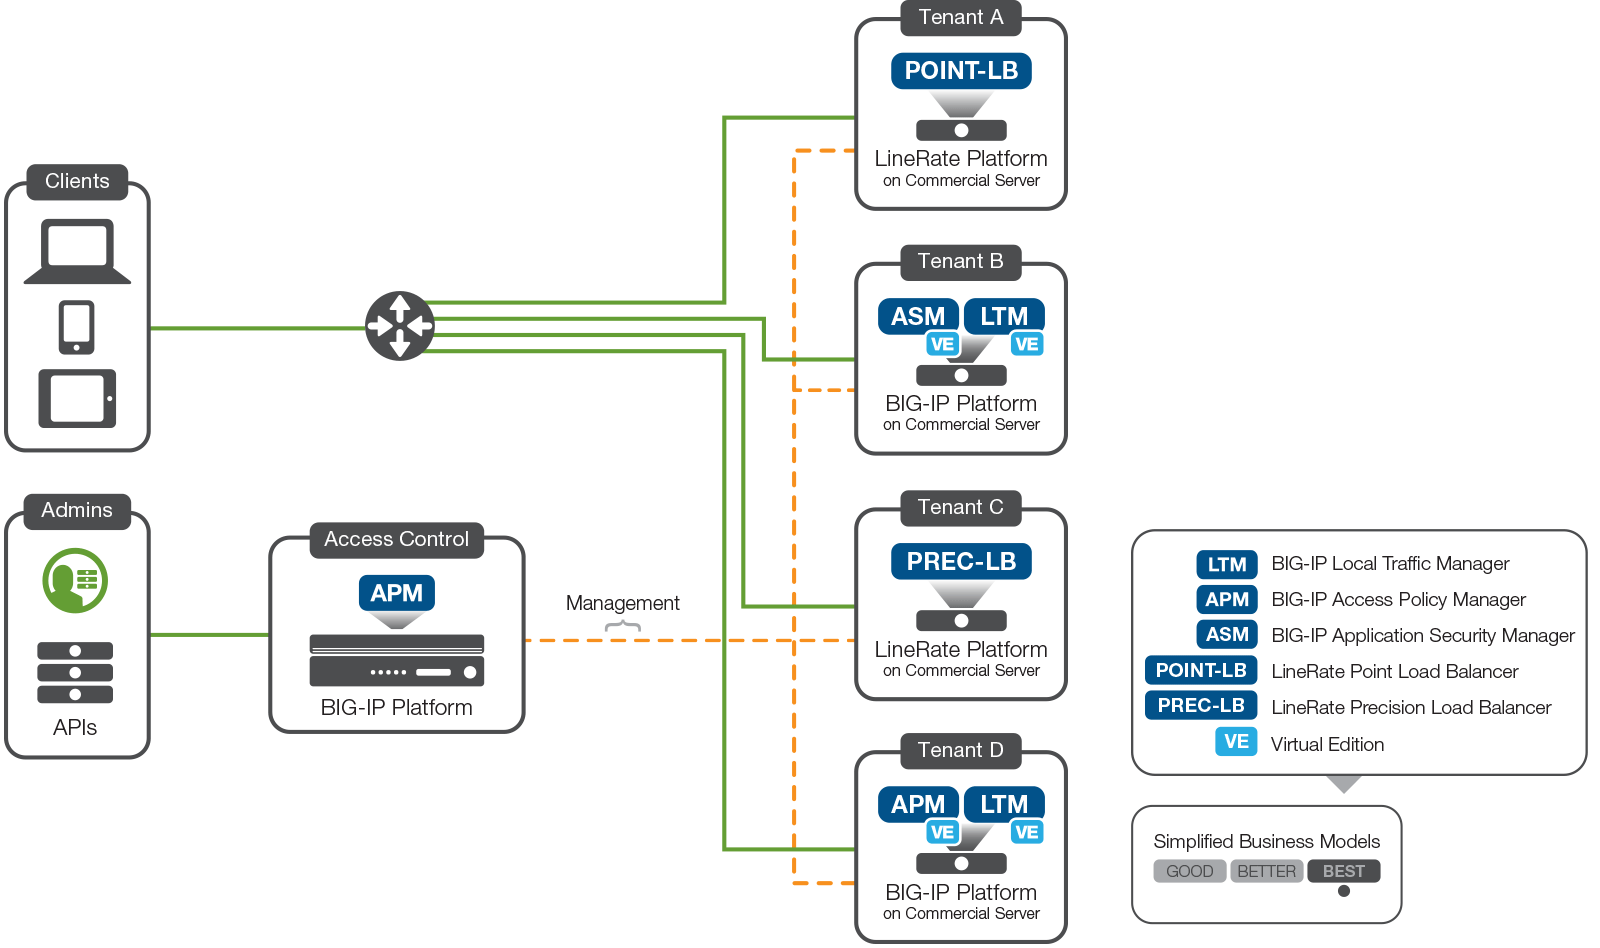 Clients
Admins
APIs
Access Control
APM
BIG-IP Platform
Management
Tenant A
POINT-LB
LineRate Platform
on Commercial Server
Tenant B
ASM LTM
VE VE
BIG-IP Platform
on Commercial Server
Tenant C
PREC-LB
LineRate Platform
on Commercial Server
Tenant D
APM LTM
VE VE
BIG-IP Platform
on Commercial Server
LTM BIG-IP Local Traffic Manager
APM BIG-IP Access Policy Manager
ASM BIG-IP Application Security Manager
POINT-LB LineRate Point Load Balancer
PREC-LB LineRate Precision Load Balancer
VE Virtual Edition
Simplified Business Models
GOOD BETTER BEST